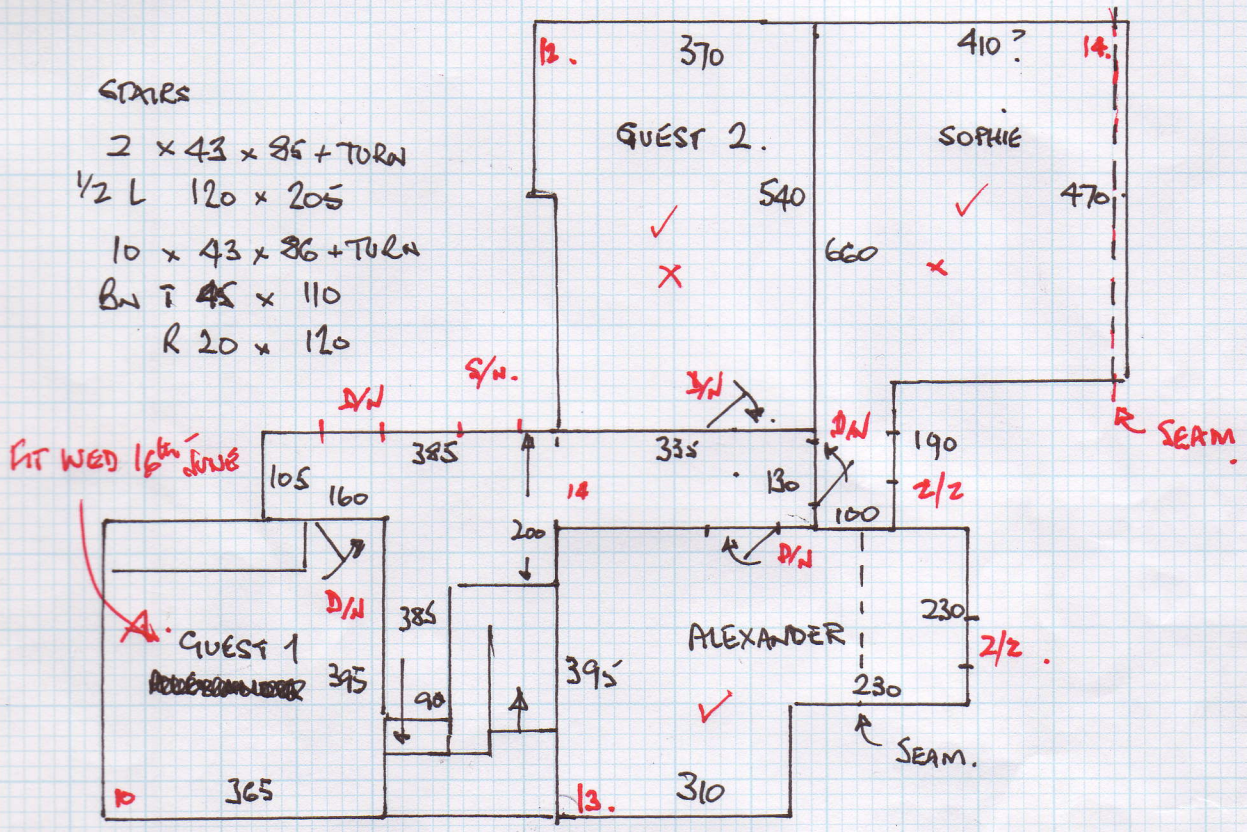 STAIRS
2 x 43 x 86 + TURN
1/2 L 120 x 205
10 x 43 x 86 + TURN
BN T 45 x 110
R 20 x 120
12.
370
GUEST 2.
540
410?
14.
SOPHIE
470
660
SEAM.
D/N
S/N.
D/N
D/N
385
335
190
2/2
105
160
14
130
100
200
FIT WED 16th JUNE
D/N
D/N
GUEST 1
395
385
90
10
365
ALEXANDER
395
230
2/2.
230
SEAM.
13.
310